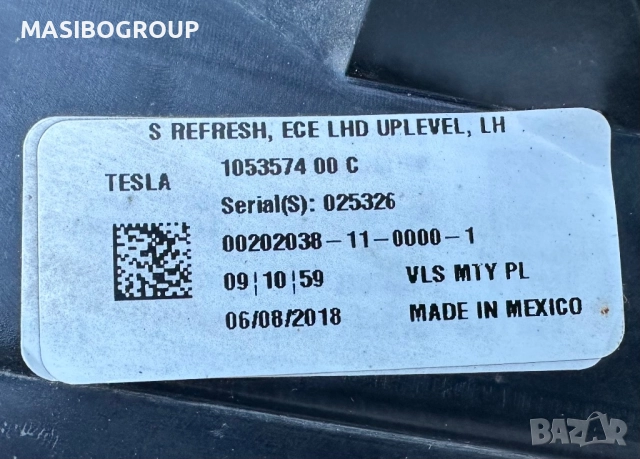 MASIBOGROUP
S REFRESH, ECE LHD UPLEVEL, LH
TESLA
1053574 00 C
Serial(S): 025326
00202038-11-0000-1
09|10|59 VLS MTY PL
06/08/2018 MADE IN MEXICO
BAZAR